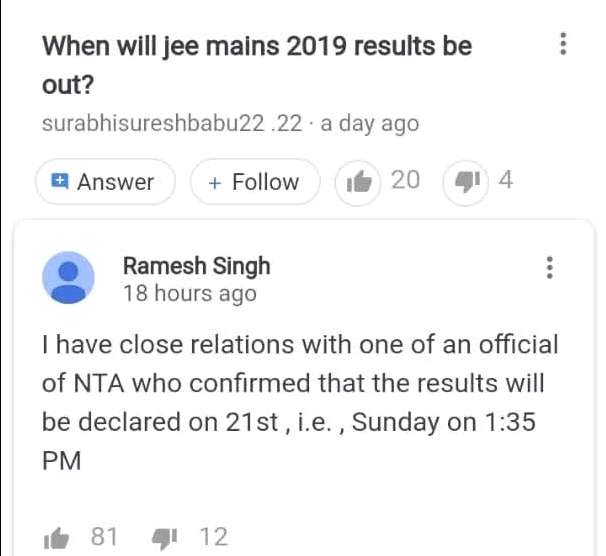 When will jee mains 2019 results be
out?
surabhisureshbabu22 .22 · a day ago
Answer
+ Follow
20
4
Ramesh Singh
18 hours ago
I have close relations with one of an official
of NTA who confirmed that the results will
be declared on 21st , i.e. , Sunday on 1:35
PM
81
12